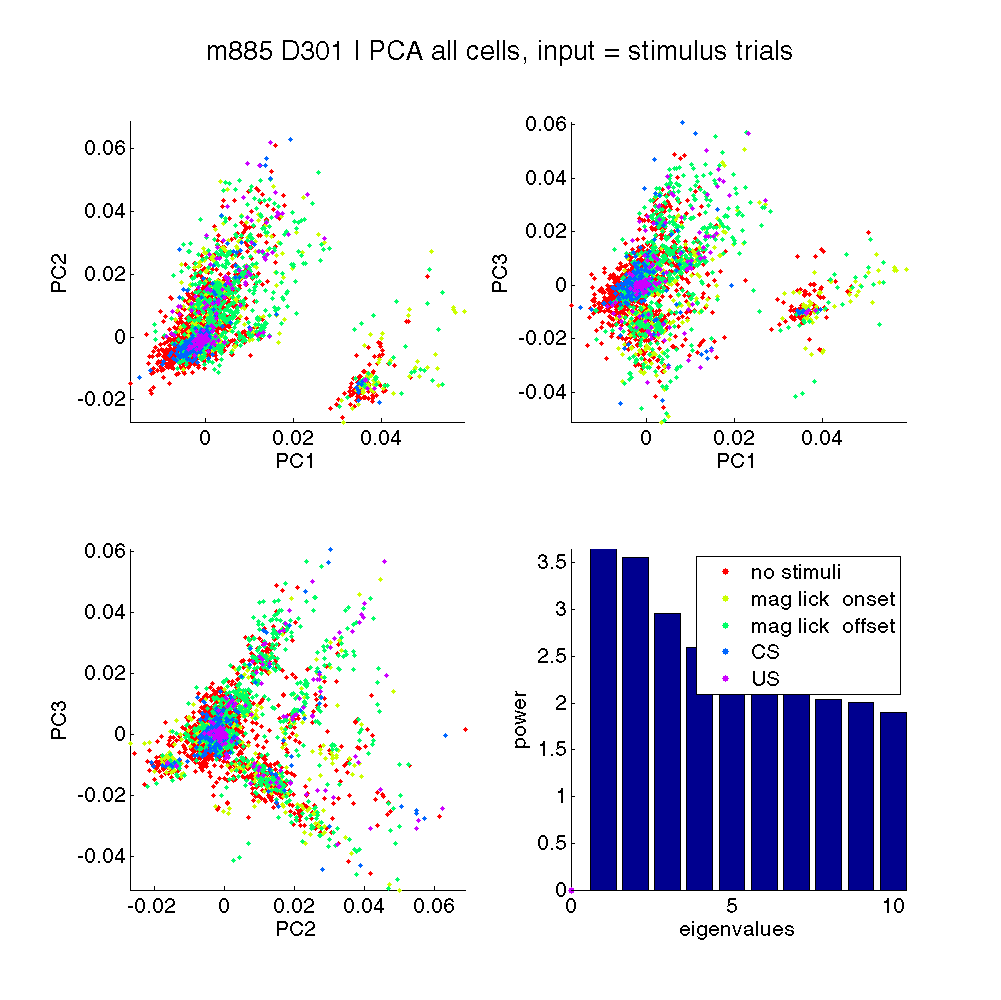 m885 D301 | PCA all cells, input = stimulus trials
0.06
0.04
0.02
0
-0.02
PC2
0
0.02
0.04
PC1
0.06
0.04
0.02
0
-0.02
-0.04
PC3
0
0.02
0.04
PC1
0.06
0.04
0.02
0
-0.02
-0.04
PC3
-0.02
0
0.02
0.04
0.06
PC2
3.5
3
2.5
2
1.5
1
0.5
0
power
no stimuli
mag lick onset
mag lick offset
CS
US
0
5
10
eigenvalues